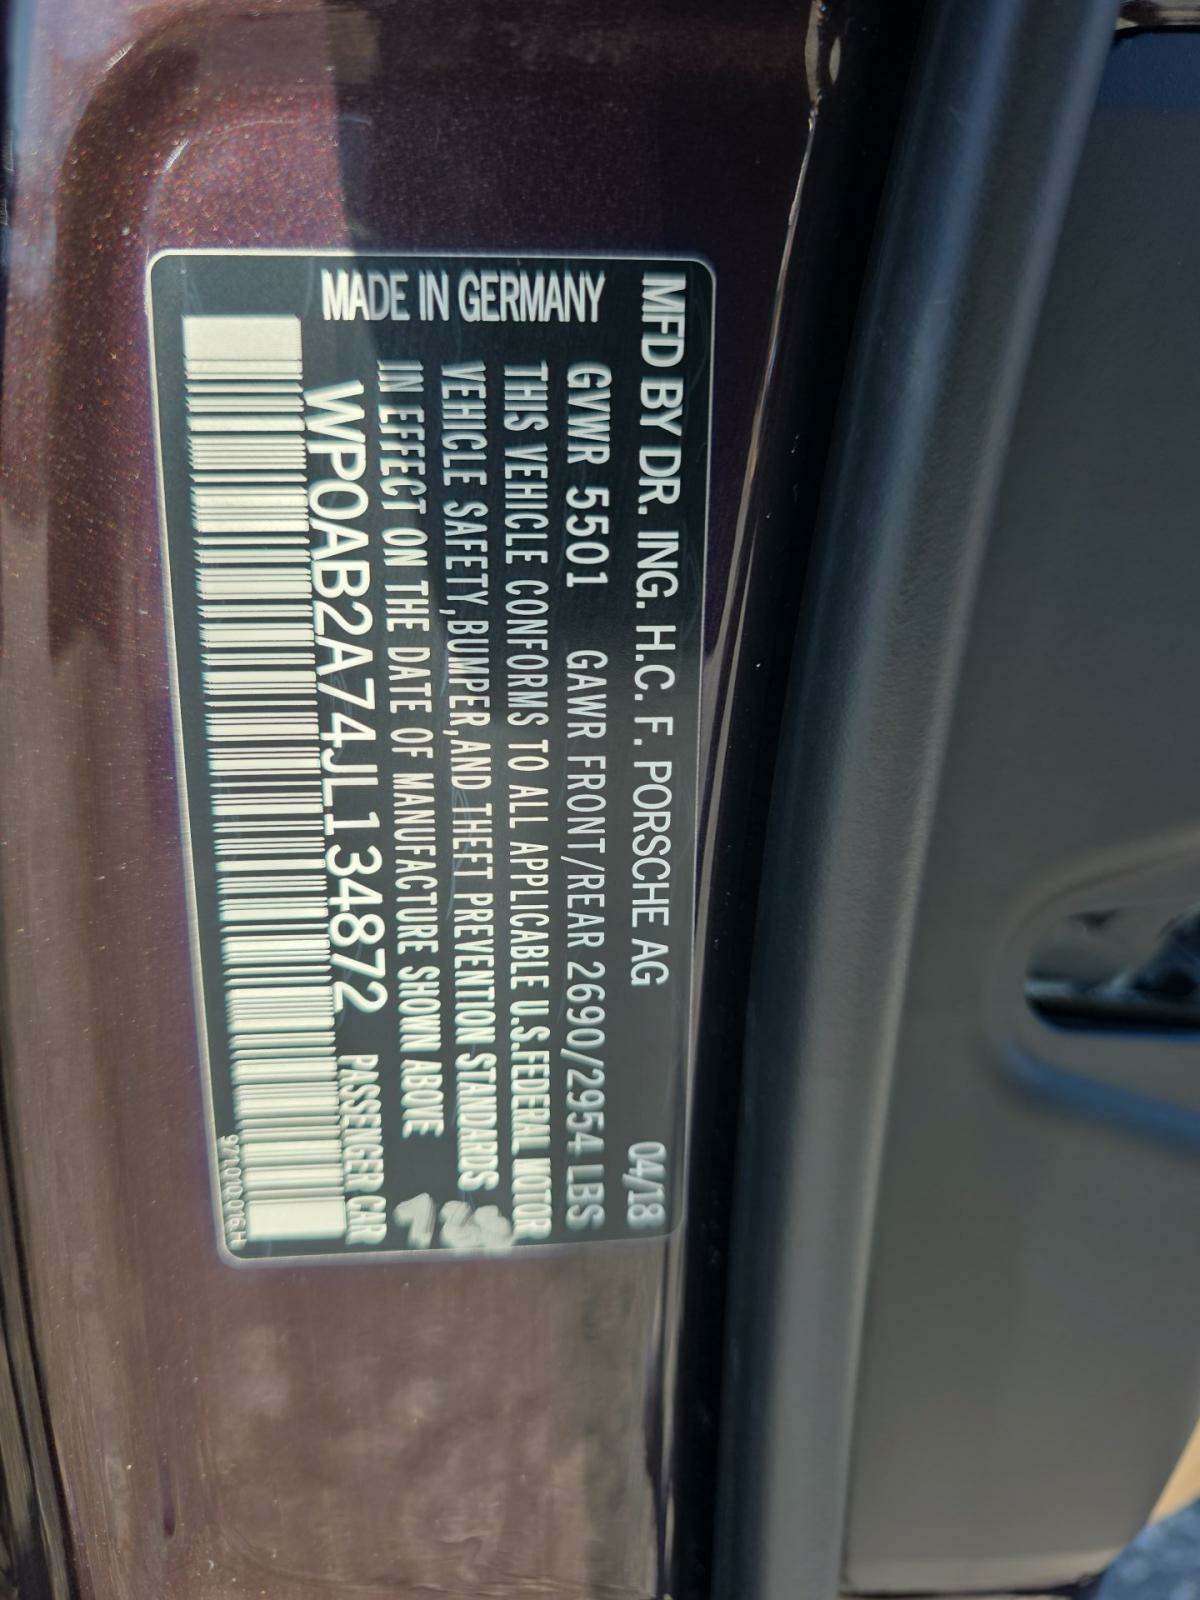 MFD BY DR. ING. H.C. F. PORSCHE AG 04/18
GVWR 5501 GAWR FRONT/REAR 2690/2954 LBS
THIS VEHICLE CONFORMS TO ALL APPLICABLE U.S.FEDERAL MOTOR
VEHICLE SAFETY,BUMPER,AND THEFT PREVENTION STANDARDS
IN EFFECT ON THE DATE OF MANUFACTURE SHOWN ABOVE
MADE IN GERMANY
WP0AB2A74JL134872 PASSENGER CAR